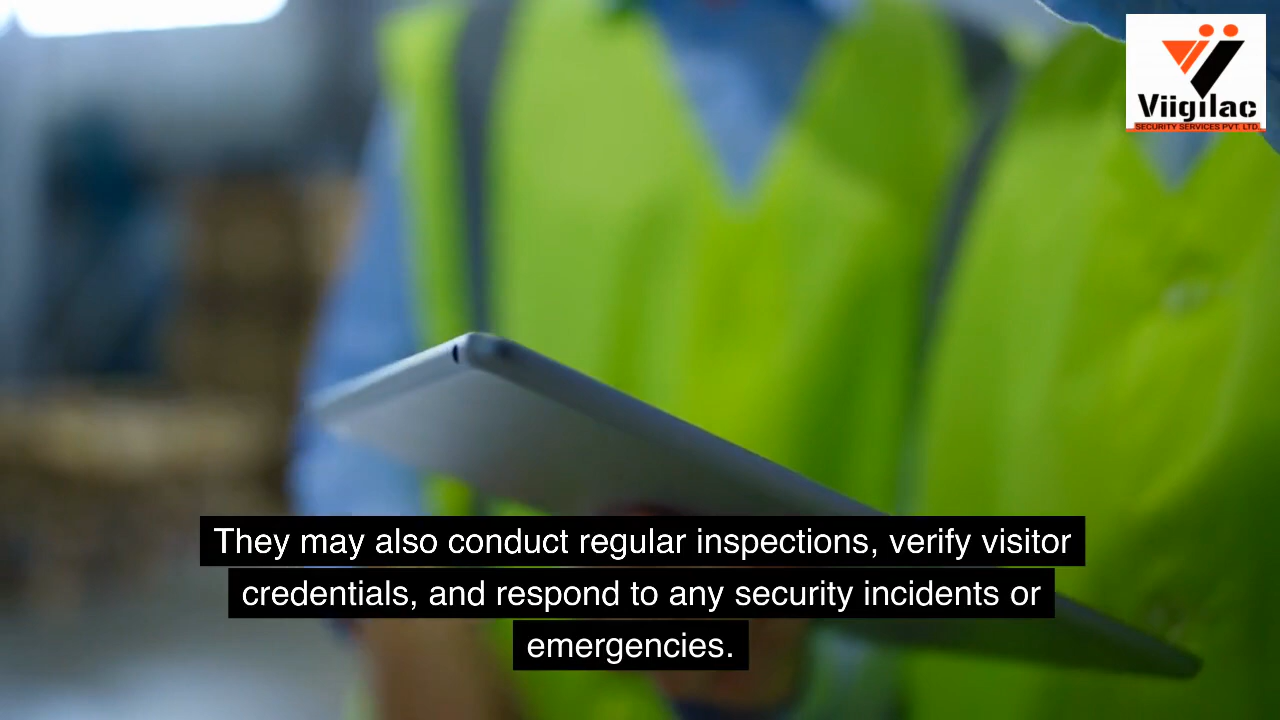 Viigilac
SECURITY SERVICES PVT. LTD.
They may also conduct regular inspections, verify visitor
credentials, and respond to any security incidents or
emergencies.